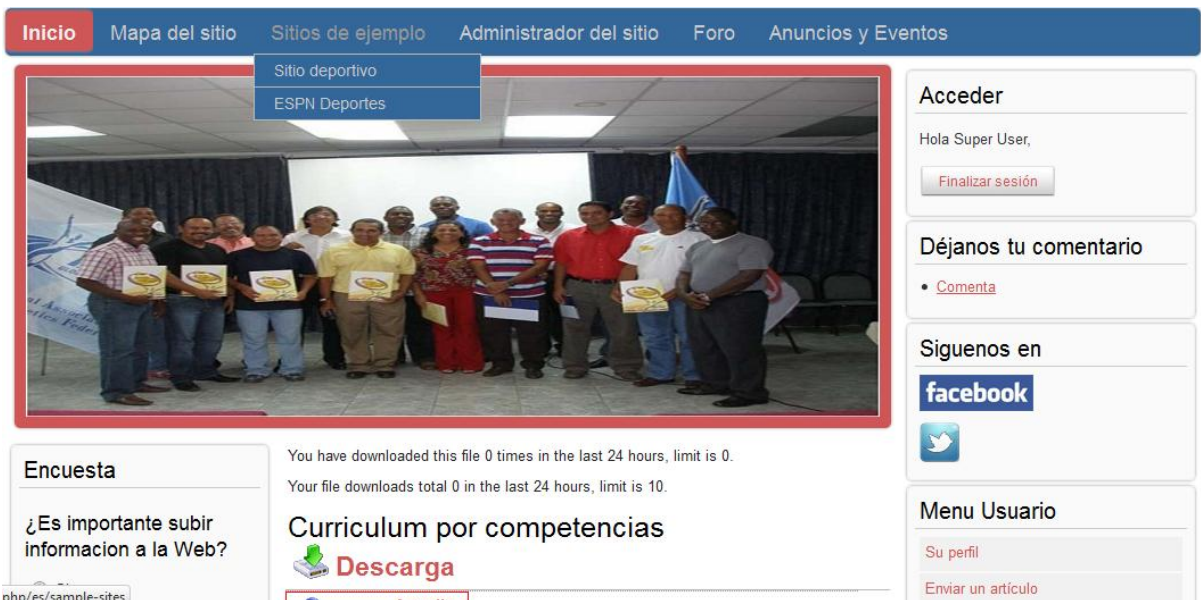 Inicio Mapa del sitio Sitios de ejemplo Administrador del sitio Foro Anuncios y Eventos
Sitio deportivo
ESPN Deportes
Acceder
Hola Super User,
Finalizar sesión
Déjanos tu comentario
Comenta
Siguenos en
facebook
Encuesta
¿Es importante subir
informacion a la Web?
You have downloaded this file 0 times in the last 24 hours, limit is 0.
Your file downloads total 0 in the last 24 hours, limit is 10.
Curriculum por competencias
Descarga
Menu Usuario
Su perfil
Enviar un artículo
php/es/sample-sites